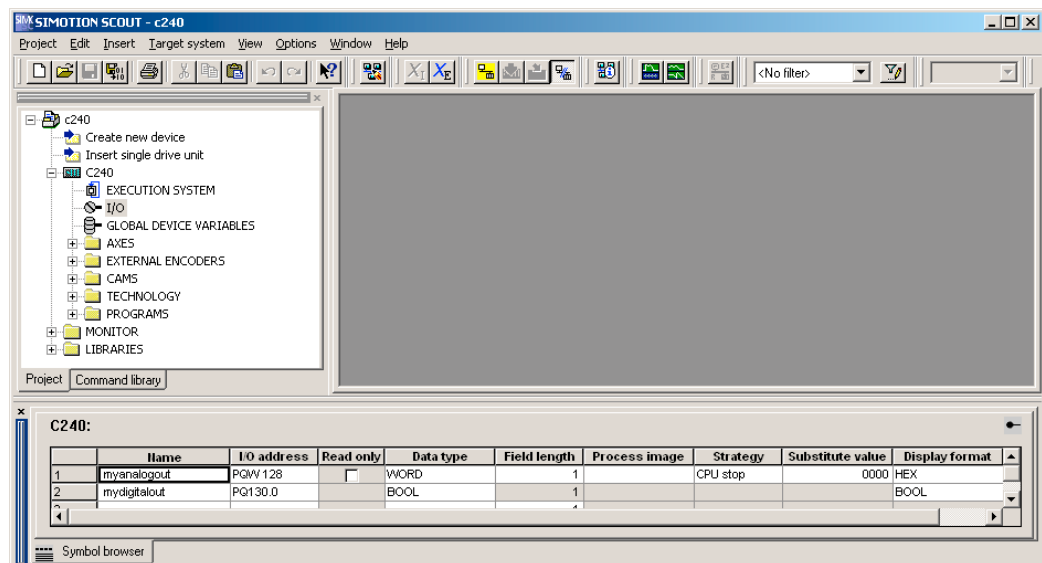 SIMOTION SCOUT - c240
Project Edit Insert Target system View Options Window Help
<No filter>
c240
Create new device
Insert single drive unit
C240
EXECUTION SYSTEM
I/O
GLOBAL DEVICE VARIABLES
AXES
EXTERNAL ENCODERS
CAMS
TECHNOLOGY
PROGRAMS
MONITOR
LIBRARIES
Project Command library
C240:
Name I/O address Read only Data type Field length Process image Strategy Substitute value Display format
1 myanalogout PQW 128 WORD 1 CPU stop 0000 HEX
2 mydigitalout PQ130.0 BOOL 1 BOOL
Symbol browser